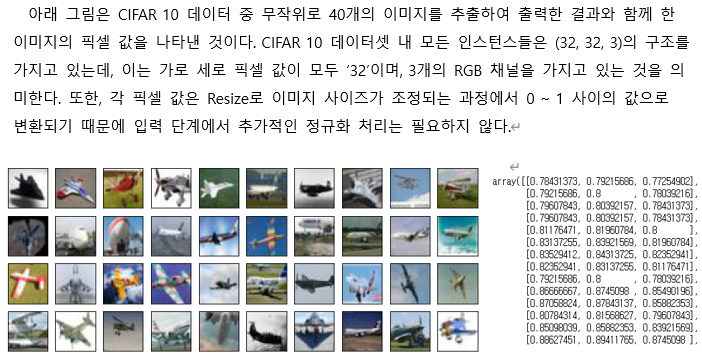 아래 그림은 CIFAR 10 데이터 중 무작위로 40개의 이미지를 추출하여 출력한 결과와 함께 한
이미지의 픽셀 값을 나타낸 것이다. CIFAR 10 데이터셋 내 모든 인스턴스들은 (32, 32, 3)의 구조를
가지고 있는데, 이는 가로 세로 픽셀 값이 모두 ‘32’이며, 3개의 RGB 채널을 가지고 있는 것을 의
미한다. 또한, 각 픽셀 값은 Resize로 이미지 사이즈가 조정되는 과정에서 0 ~ 1 사이의 값으로
변환되기 때문에 입력 단계에서 추가적인 정규화 처리는 필요하지 않다.↵
↵
array([[0.78431373, 0.79215686, 0.77254902],
[0.79215686, 0.8 , 0.78039216],
[0.79607843, 0.80392157, 0.78431373],
[0.79607843, 0.80392157, 0.78431373],
[0.81176471, 0.81960784, 0.8 ],
[0.83137255, 0.83921569, 0.81960784],
[0.83529412, 0.84313725, 0.82352941],
[0.82352941, 0.83137255, 0.81176471],
[0.79215686, 0.8 , 0.78039216],
[0.86666667, 0.8745098 , 0.85490196],
[0.87058824, 0.87843137, 0.85882353],
[0.80784314, 0.81568627, 0.79607843],
[0.85098039, 0.85882353, 0.83921569],
[0.88627451, 0.89411765, 0.8745098 ],